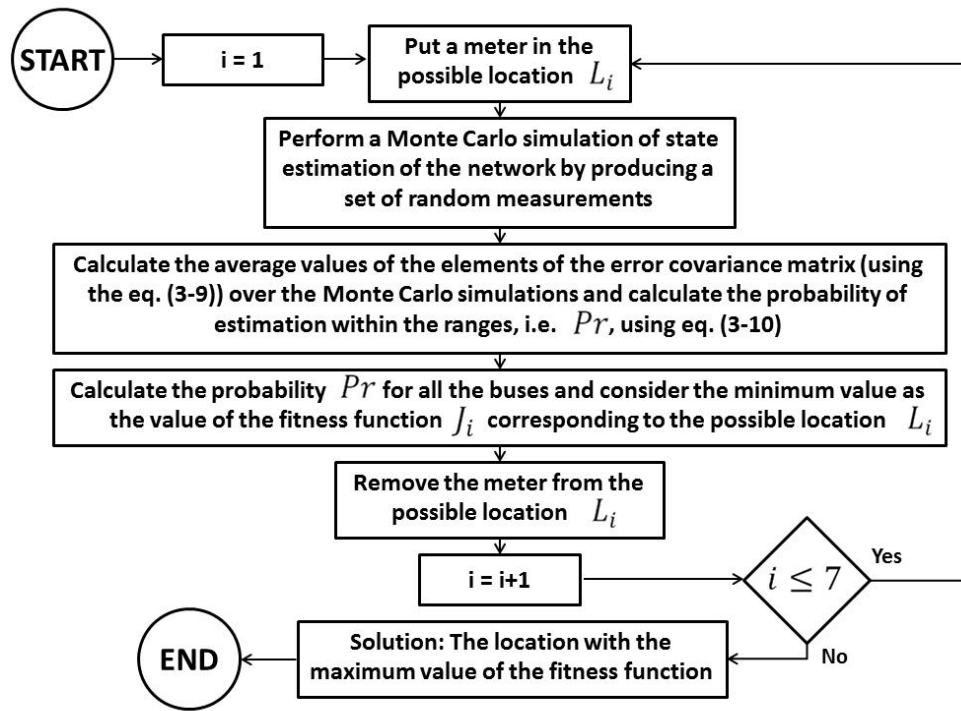 START
i = 1
Put a meter in the
possible location L_i
Perform a Monte Carlo simulation of state
estimation of the network by producing a
set of random measurements
Calculate the average values of the elements of the error covariance matrix (using
the eq. (3-9)) over the Monte Carlo simulations and calculate the probability of
estimation within the ranges, i.e. Pr, using eq. (3-10)
Calculate the probability Pr for all the buses and consider the minimum value as
the value of the fitness function J_i corresponding to the possible location L_i
Remove the meter from the
possible location L_i
i = i+1
i ≤ 7
Yes
No
Solution: The location with the
maximum value of the fitness function
END